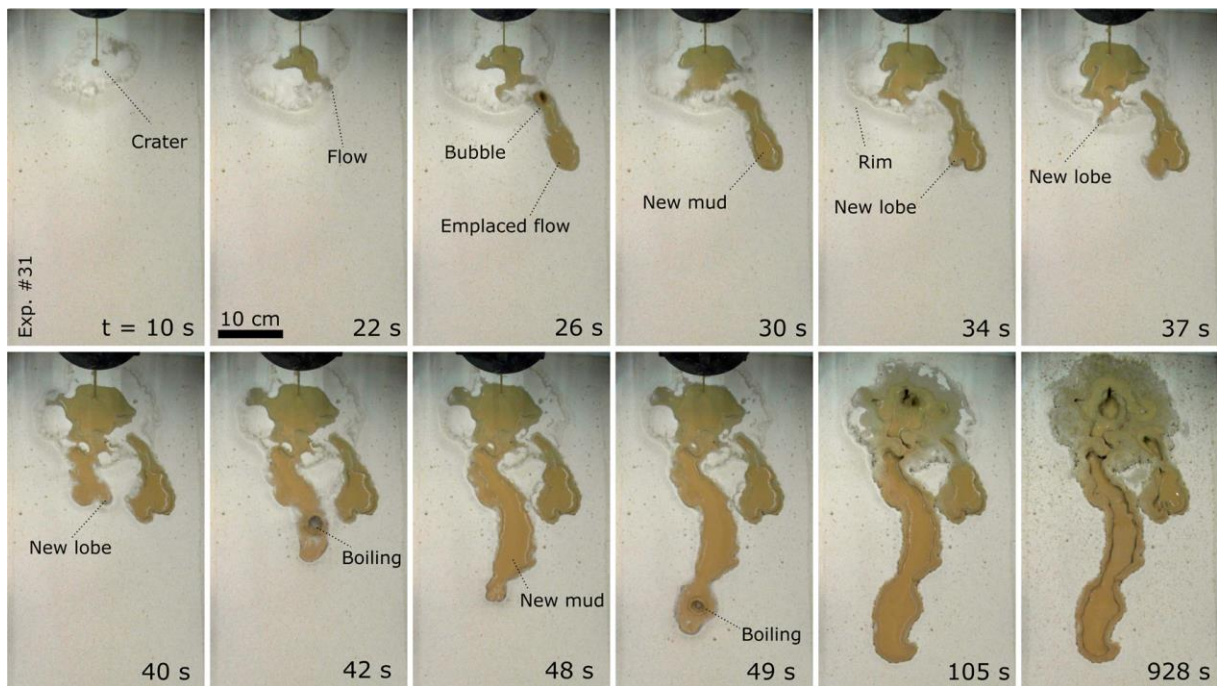 Crater
Exp. #31
t = 10 s
Flow
10 cm
22 s
Bubble
Emplaced flow
26 s
New mud
30 s
Rim
New lobe
34 s
New lobe
37 s
New lobe
40 s
Boiling
42 s
New mud
48 s
Boiling
49 s
105 s
928 s